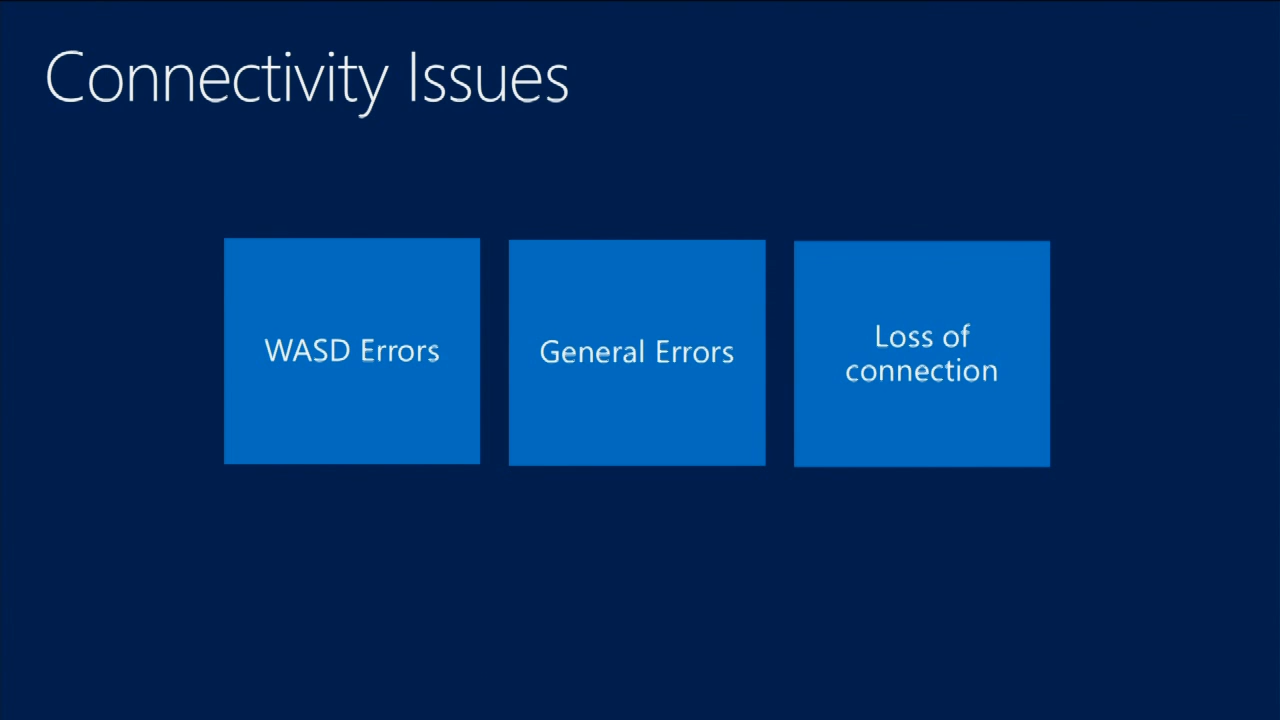 Connectivity Issues
WASD Errors
General Errors
Loss of
connection